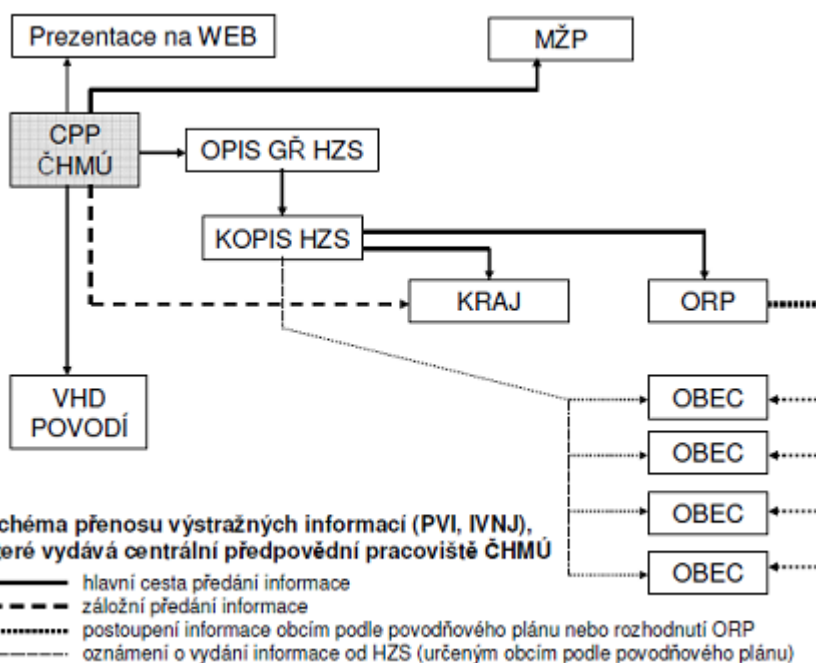 Prezentace na WEB
MŽP
CPP
ČHMÚ
OPIS GŘ HZS
KOPIS HZS
KRAJ
ORP
VHD
POVODÍ
OBEC
OBEC
OBEC
OBEC
chéma přenosu výstražných informací (PVI, IVNJ),
teré vydává centrální předpovědní pracoviště ČHMÚ
hlavní cesta předání informace
záložní předání informace
postoupení informace obcím podle povodňového plánu nebo rozhodnutí ORP
oznámení o vydání informace od HZS (určeným obcím podle povodňového plánu)